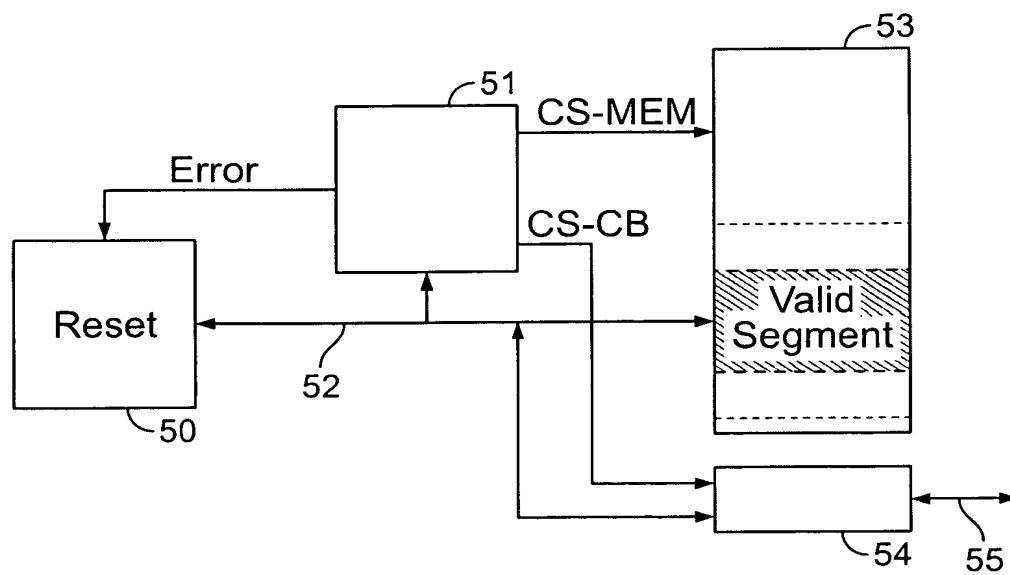 53
51
CS-MEM
Error
CS-CB
Reset
Valid
Segment
52
50
54
55